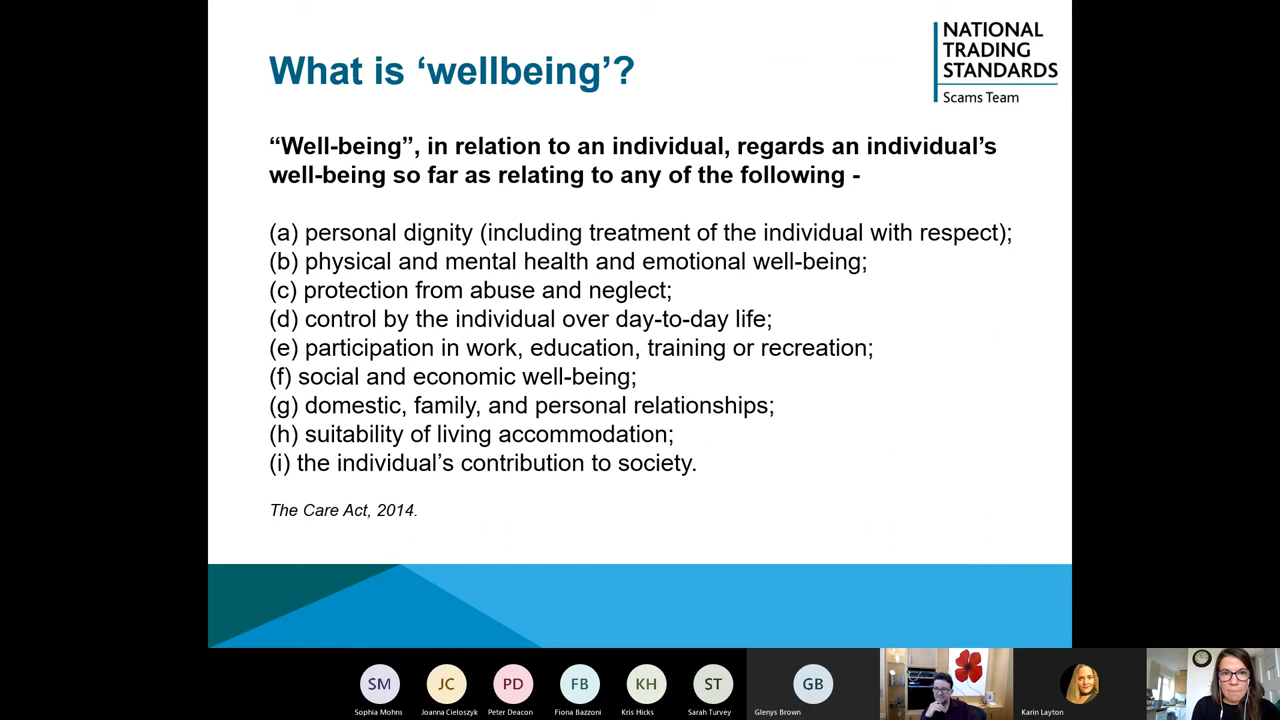 What is ‘wellbeing’?
NATIONAL
TRADING
STANDARDS
Scams Team
“Well-being”, in relation to an individual, regards an individual’s
well-being so far as relating to any of the following -
(a) personal dignity (including treatment of the individual with respect);
(b) physical and mental health and emotional well-being;
(c) protection from abuse and neglect;
(d) control by the individual over day-to-day life;
(e) participation in work, education, training or recreation;
(f) social and economic well-being;
(g) domestic, family, and personal relationships;
(h) suitability of living accommodation;
(i) the individual’s contribution to society.
The Care Act, 2014.
SM JC PD FB KH ST GB
Sophia Mohns Joanna Cieloszyk Peter Deacon Fiona Bazzoni Kris Hicks Sarah Turvey Glenys Brown Karin Layton